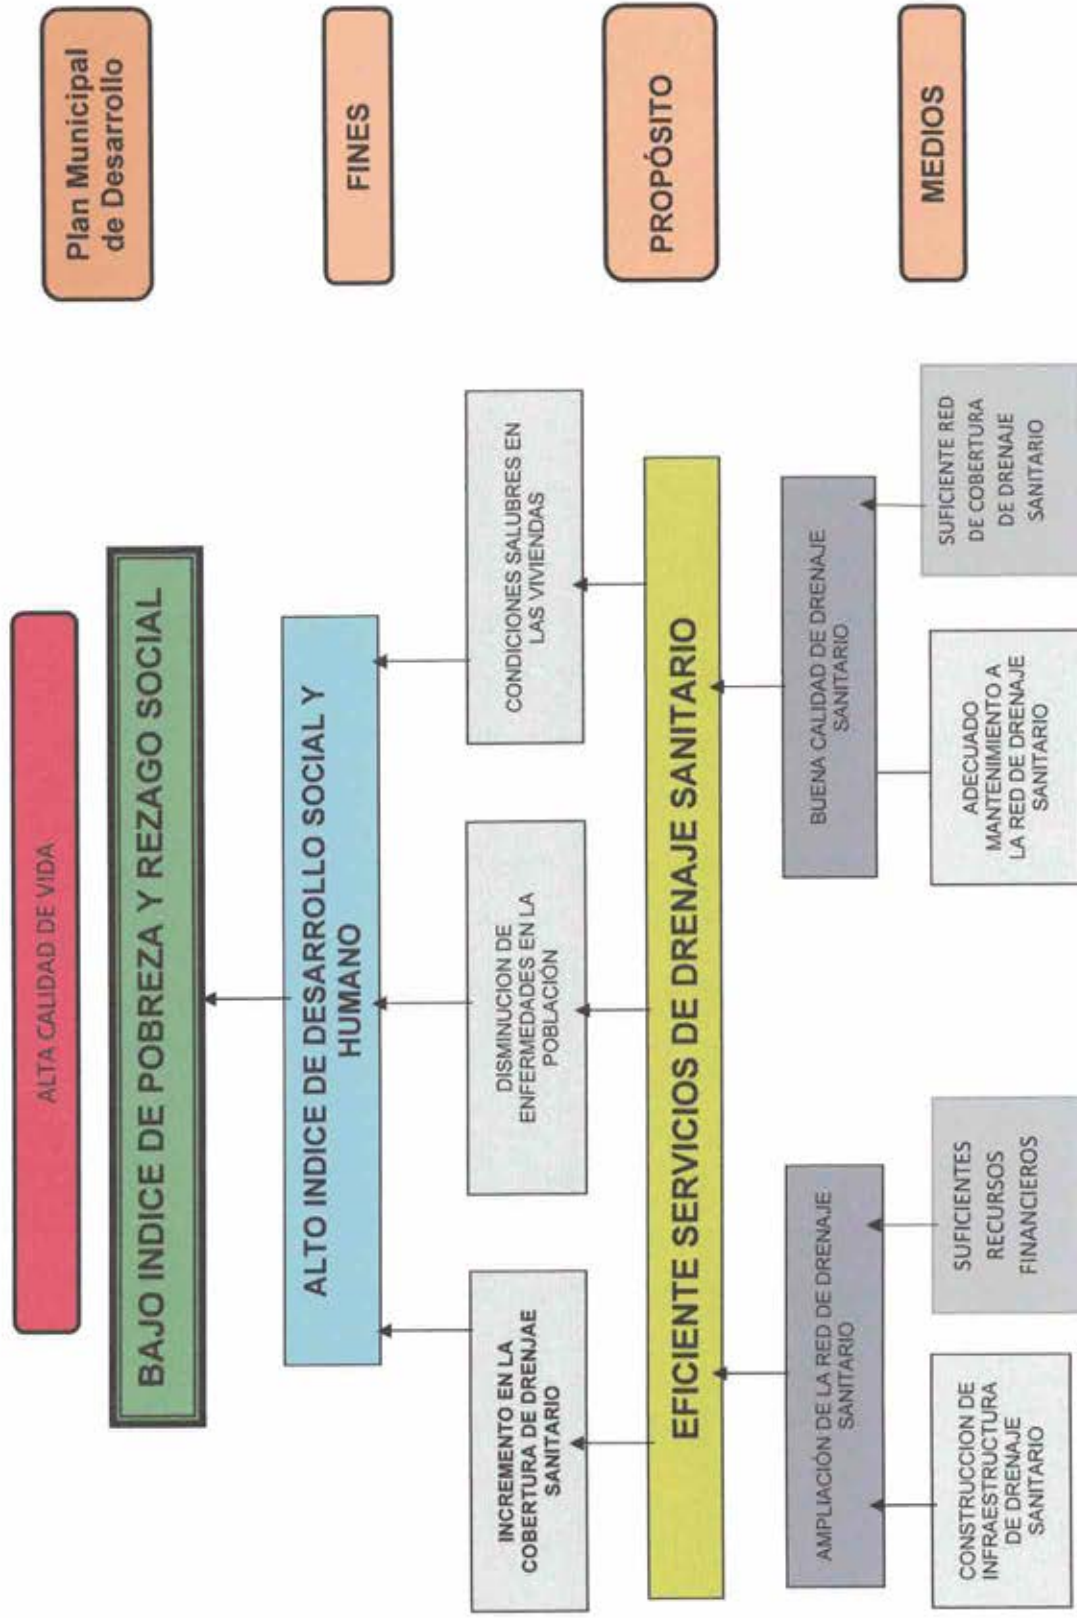 ALTA CALIDAD DE VIDA
Plan Municipal
de Desarrollo
BAJO INDICE DE POBREZA Y REZAGO SOCIAL
ALTO INDICE DE DESARROLLO SOCIAL Y
HUMANO
FINES
INCREMENTO EN LA
COBERTURA DE DRENJAE
SANITARIO
DISMINUCION DE
ENFERMEDADES EN LA
POBLACIÓN
CONDICIONES SALUBRES EN
LAS VIVIENDAS
EFICIENTE SERVICIOS DE DRENAJE SANITARIO
PROPÓSITO
AMPLIACIÓN DE LA RED DE DRENAJE
SANITARIO
BUENA CALIDAD DE DRENAJE
SANITARIO
MEDIOS
CONSTRUCCION DE
INFRAESTRUCTURA
DE DRENAJE
SANITARIO
SUFICIENTES
RECURSOS
FINANCIEROS
ADECUADO
MANTENIMIENTO A
LA RED DE DRENAJE
SANITARIO
SUFICIENTE RED
DE COBERTURA
DE DRENAJE
SANITARIO